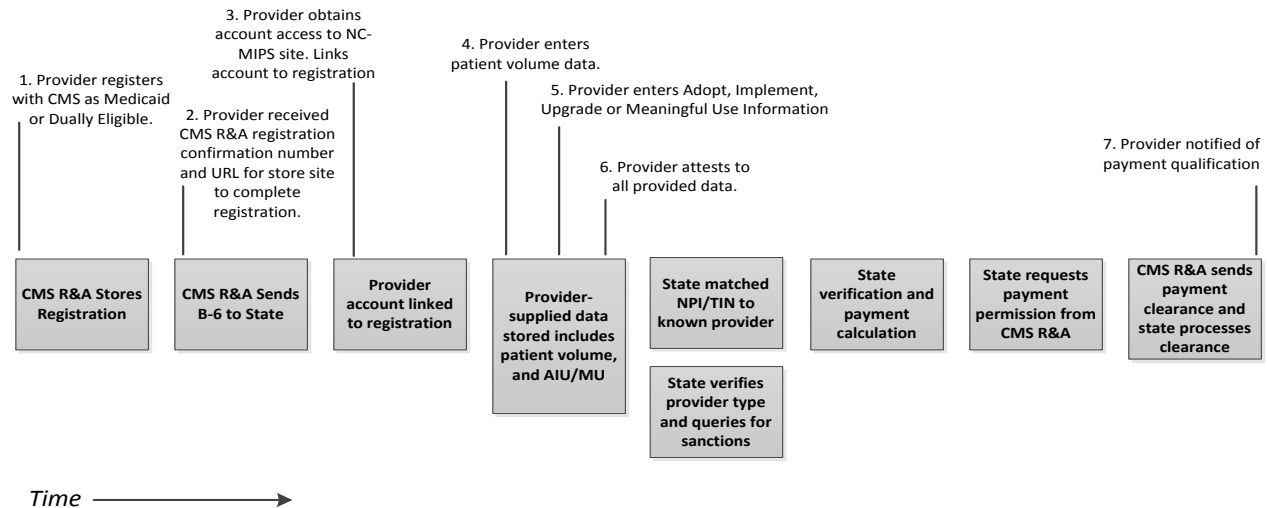 1. Provider registers
with CMS as Medicaid
or Dually Eligible.
2. Provider received
CMS R&A registration
confirmation number
and URL for store site
to complete
registration.
3. Provider obtains
account access to NC-
MIPS site. Links
account to registration
4. Provider enters
patient volume data.
5. Provider enters Adopt, Implement,
Upgrade or Meaningful Use Information
6. Provider attests to
all provided data.
7. Provider notified of
payment qualification
CMS R&A Stores
Registration
CMS R&A Sends
B-6 to State
Provider
account linked
to registration
Provider-
supplied data
stored includes
patient volume,
and AIU/MU
State matched
NPI/TIN to
known provider
State verifies
provider type
and queries for
sanctions
State
verification and
payment
calculation
State requests
payment
permission from
CMS R&A
CMS R&A sends
payment
clearance and
state processes
clearance
Time